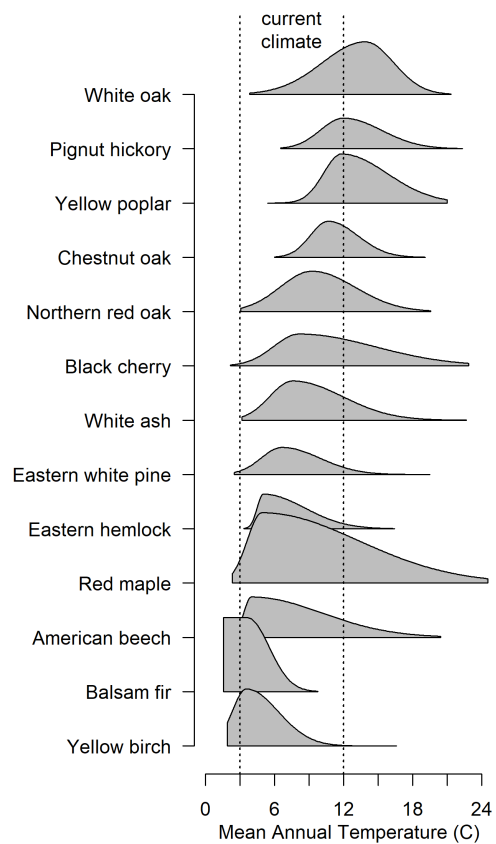 current
climate
White oak
Pignut hickory
Yellow poplar
Chestnut oak
Northern red oak
Black cherry
White ash
Eastern white pine
Eastern hemlock
Red maple
American beech
Balsam fir
Yellow birch
0 6 12 18 24
Mean Annual Temperature (C)